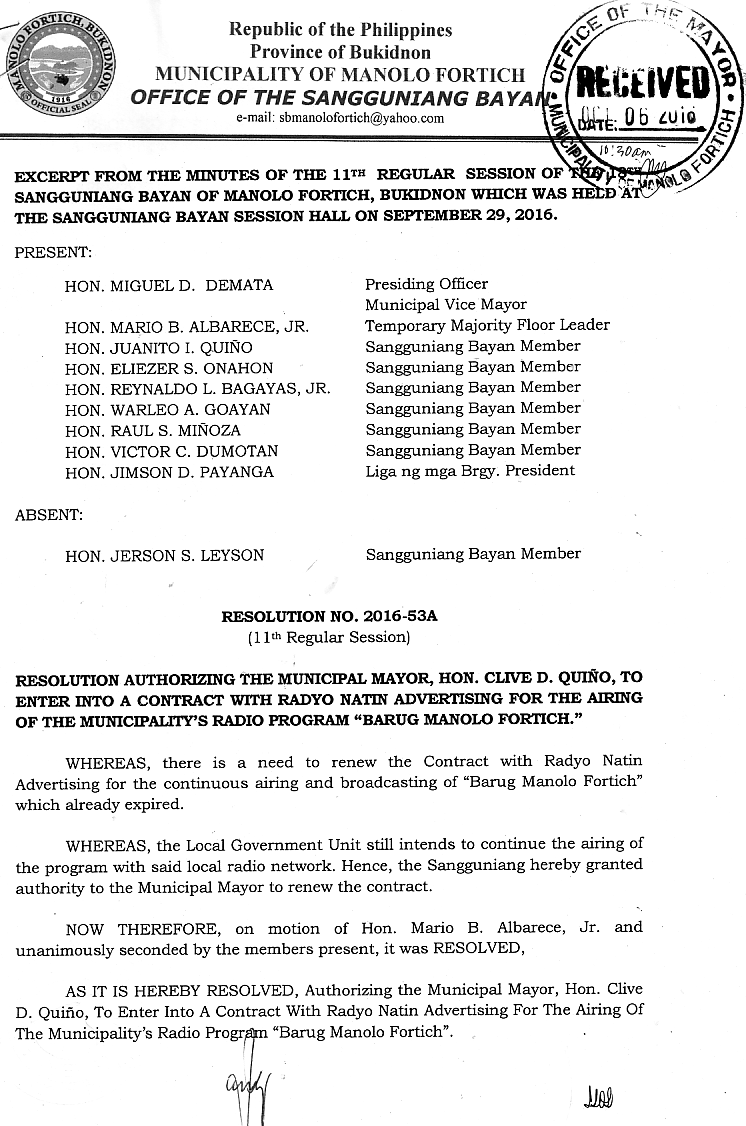 MANOLO FORTICH, BUKIDNON
1916
OFFICIAL SEAL
Republic of the Philippines
Province of Bukidnon
MUNICIPALITY OF MANOLO FORTICH
OFFICE OF THE SANGGUNIANG BAYAN
e-mail: sbmanolofortich@yahoo.com
OFFICE OF THE MAYOR
RECEIVED
DATE: 06 2016
10:30am
MUNICIPALITY OF MANOLO FORTICH
EXCERPT FROM THE MINUTES OF THE 11TH REGULAR SESSION OF THE
SANGGUNIANG BAYAN OF MANOLO FORTICH, BUKIDNON WHICH WAS HELD AT
THE SANGGUNIANG BAYAN SESSION HALL ON SEPTEMBER 29, 2016.
PRESENT:
HON. MIGUEL D. DEMATA Presiding Officer
Municipal Vice Mayor
HON. MARIO B. ALBARECE, JR. Temporary Majority Floor Leader
HON. JUANITO I. QUIÑO Sangguniang Bayan Member
HON. ELIEZER S. ONAHON Sangguniang Bayan Member
HON. REYNALDO L. BAGAYAS, JR. Sangguniang Bayan Member
HON. WARLEO A. GOAYAN Sangguniang Bayan Member
HON. RAUL S. MIÑOZA Sangguniang Bayan Member
HON. VICTOR C. DUMOTAN Sangguniang Bayan Member
HON. JIMSON D. PAYANGA Liga ng mga Brgy. President
ABSENT:
HON. JERSON S. LEYSON Sangguniang Bayan Member
RESOLUTION NO. 2016-53A
(11th Regular Session)
RESOLUTION AUTHORIZING THE MUNICIPAL MAYOR, HON. CLIVE D. QUIÑO, TO
ENTER INTO A CONTRACT WITH RADYO NATIN ADVERTISING FOR THE AIRING
OF THE MUNICIPALITY'S RADIO PROGRAM "BARUG MANOLO FORTICH."
WHEREAS, there is a need to renew the Contract with Radyo Natin
Advertising for the continuous airing and broadcasting of "Barug Manolo Fortich"
which already expired.
WHEREAS, the Local Government Unit still intends to continue the airing of
the program with said local radio network. Hence, the Sangguniang hereby granted
authority to the Municipal Mayor to renew the contract.
NOW THEREFORE, on motion of Hon. Mario B. Albarece, Jr. and
unanimously seconded by the members present, it was RESOLVED,
AS IT IS HEREBY RESOLVED, Authorizing the Municipal Mayor, Hon. Clive
D. Quiño, To Enter Into A Contract With Radyo Natin Advertising For The Airing Of
The Municipality's Radio Program "Barug Manolo Fortich".